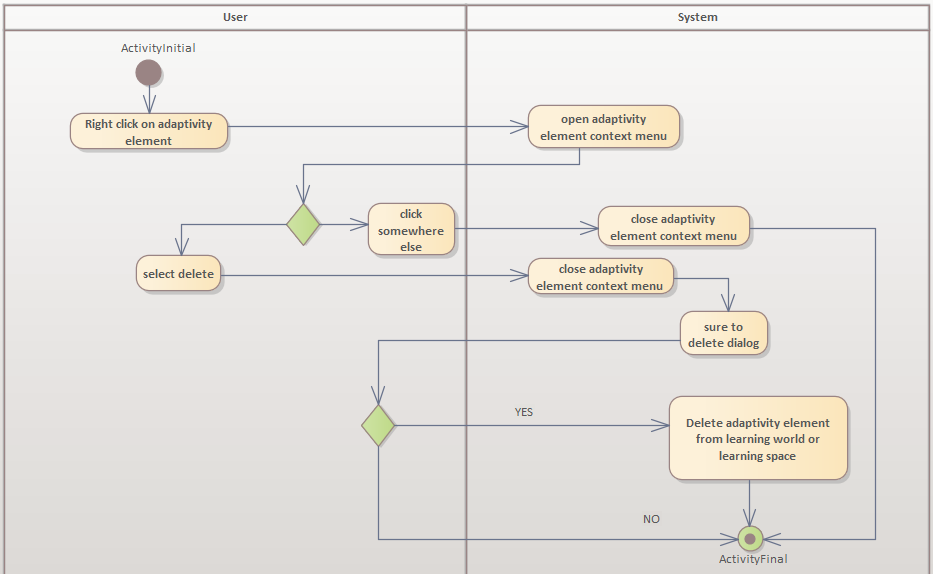 User
System
ActivityInitial
Right click on adaptivity
element
open adaptivity
element context menu
click
somewhere
else
close adaptivity
element context menu
select delete
close adaptivity
element context menu
sure to
delete dialog
YES
Delete adaptivity element
from learning world or
learning space
NO
ActivityFinal